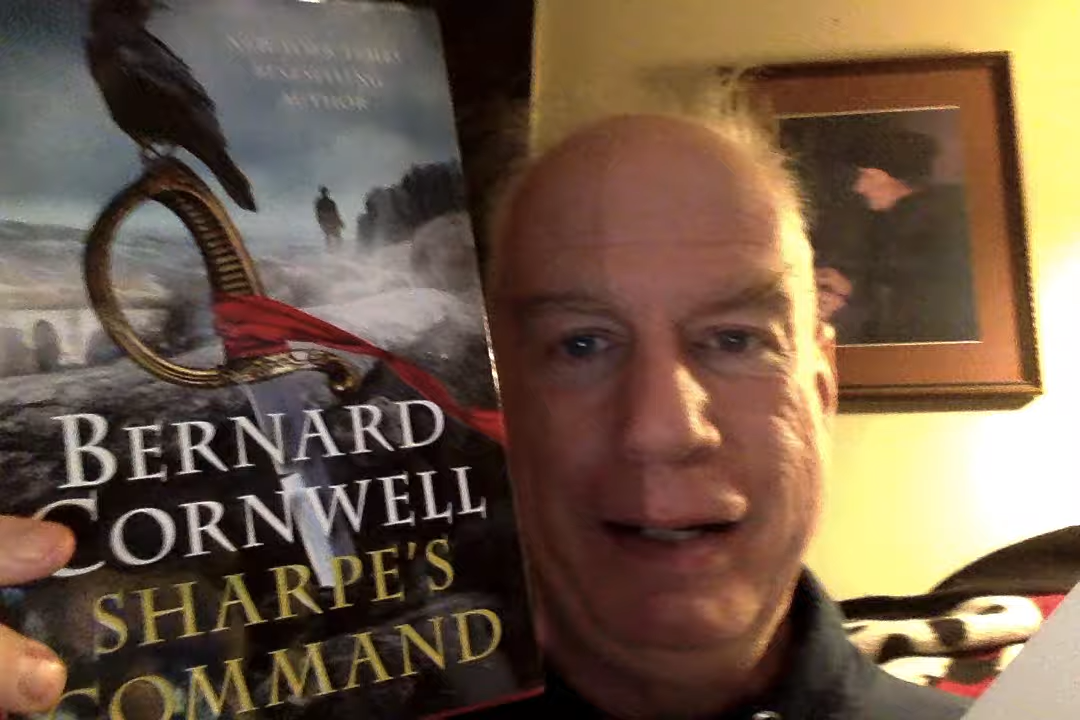 NEW YORK TIMES
BESTSELLING
AUTHOR
BERNARD
CORNWELL
SHARPE'S
COMMAND